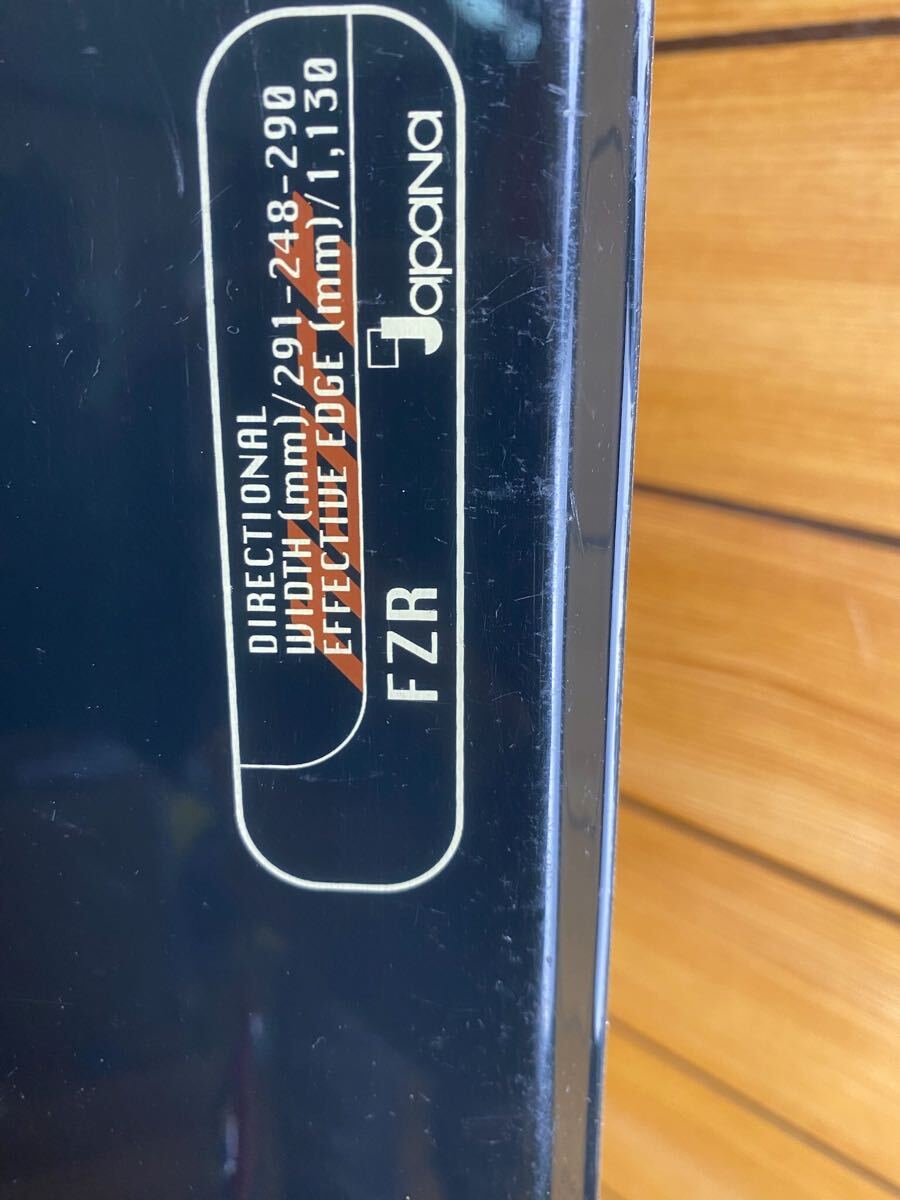 DIRECTIONAL
WIDTH (mm)/291-248-290
EFFECTIVE EDGE (mm)/1,130
FZR
JapaNa